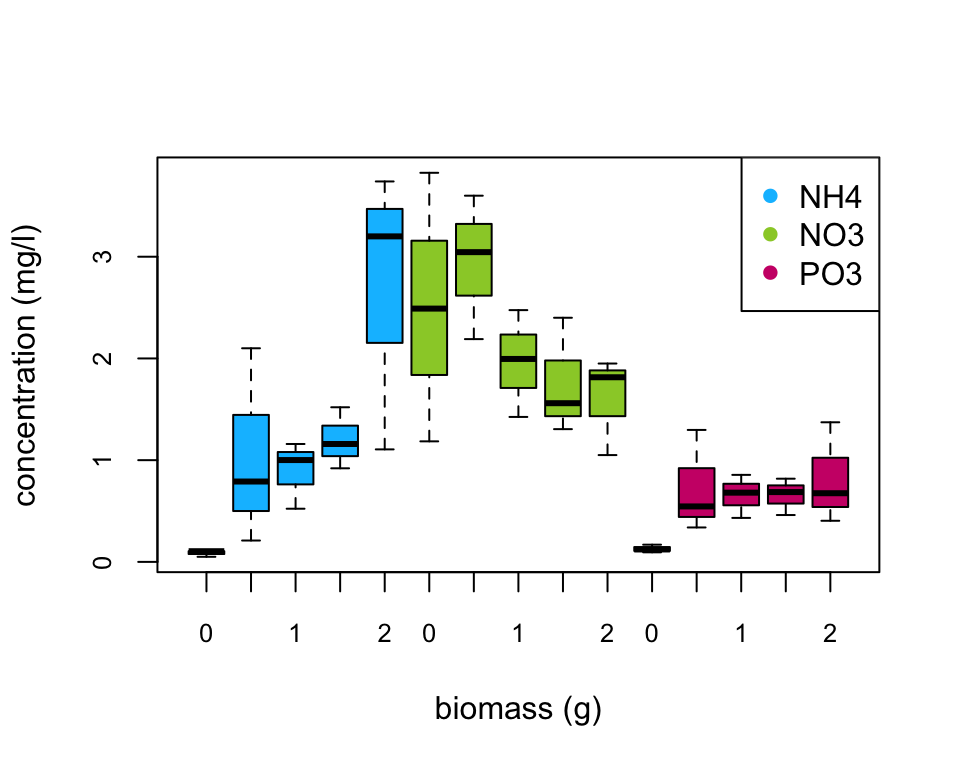 NH4
NO3
PO3
concentration (mg/l)
3
2
1
0
0 1 2 0 1 2 0 1 2
biomass (g)